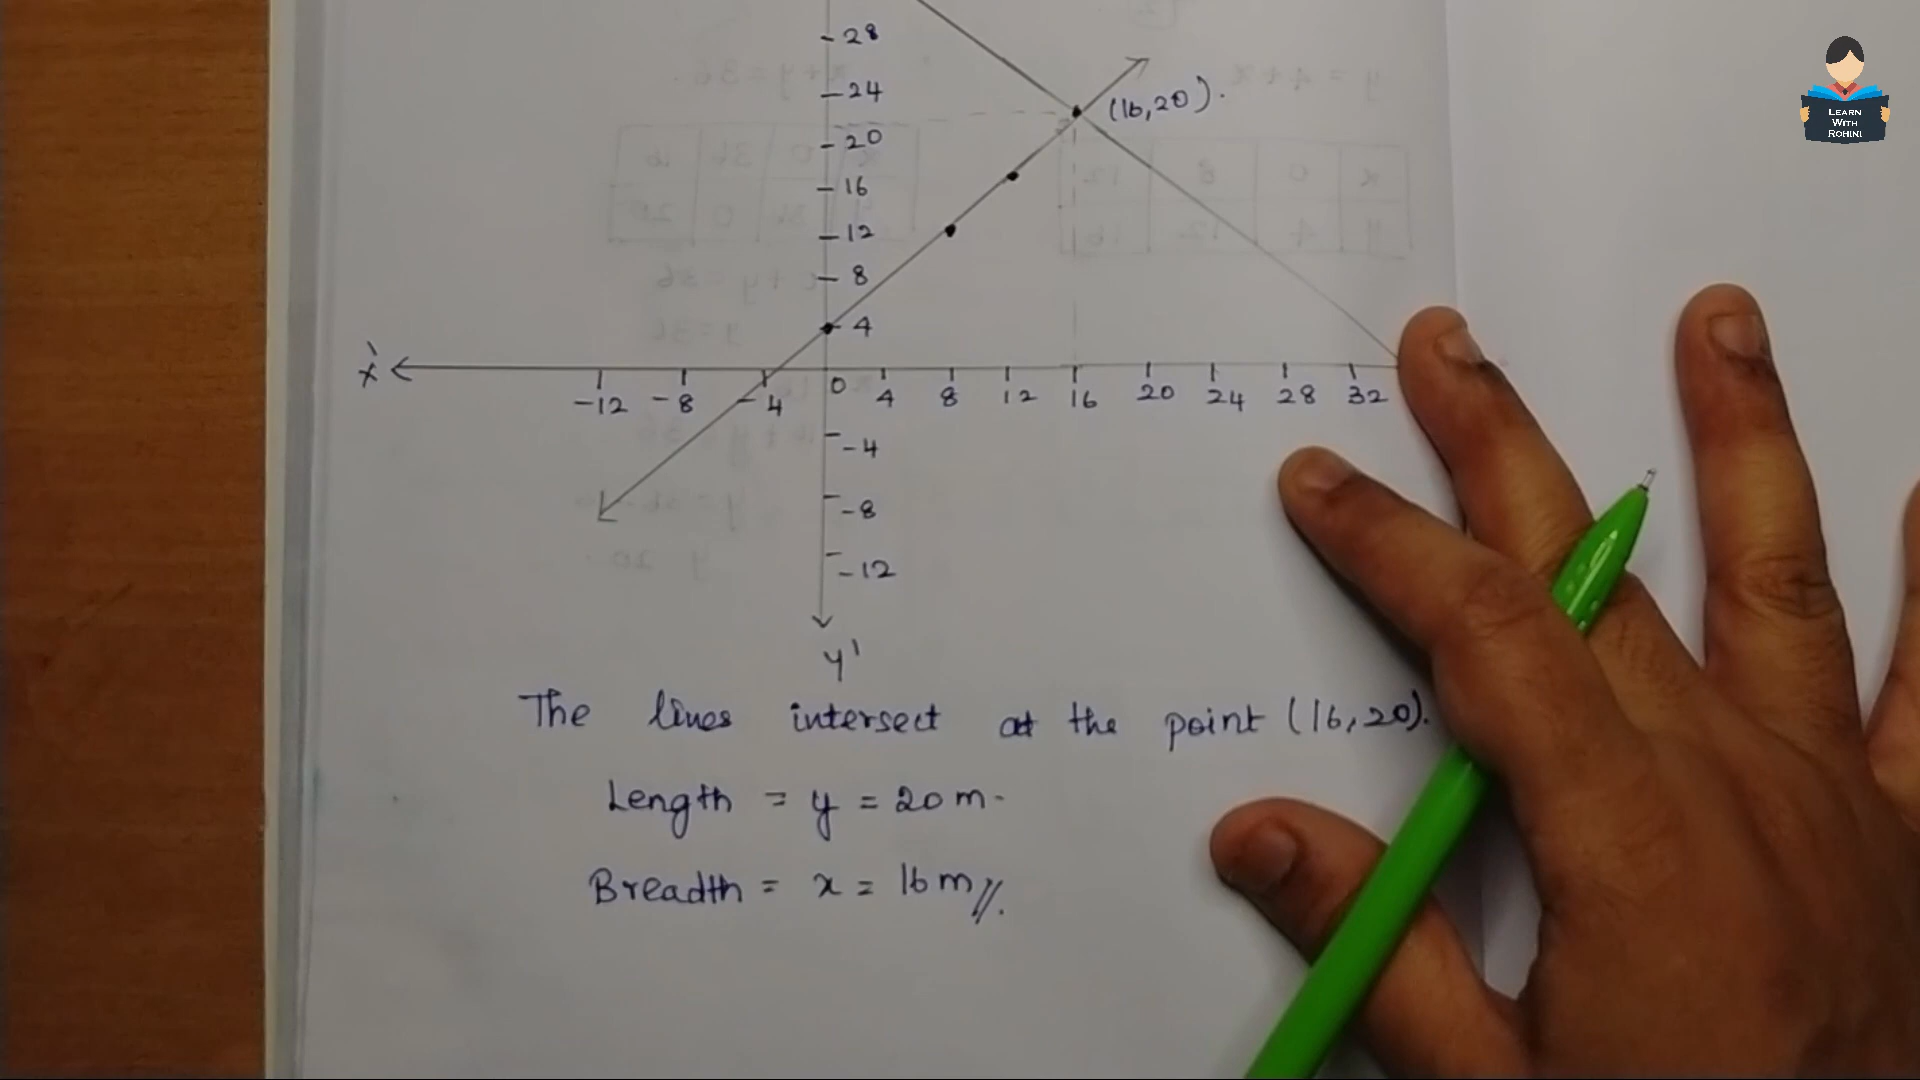 28
24
(16,20).
20
16
12
8
4
X'
-12 -8 -4 0 4 8 12 16 20 24 28 32
-4
-8
-12
y'
The lines intersect at the point (16,20).
Length = y = 20 m.
Breadth = x = 16 m//.
LEARN
WITH
ROHINI